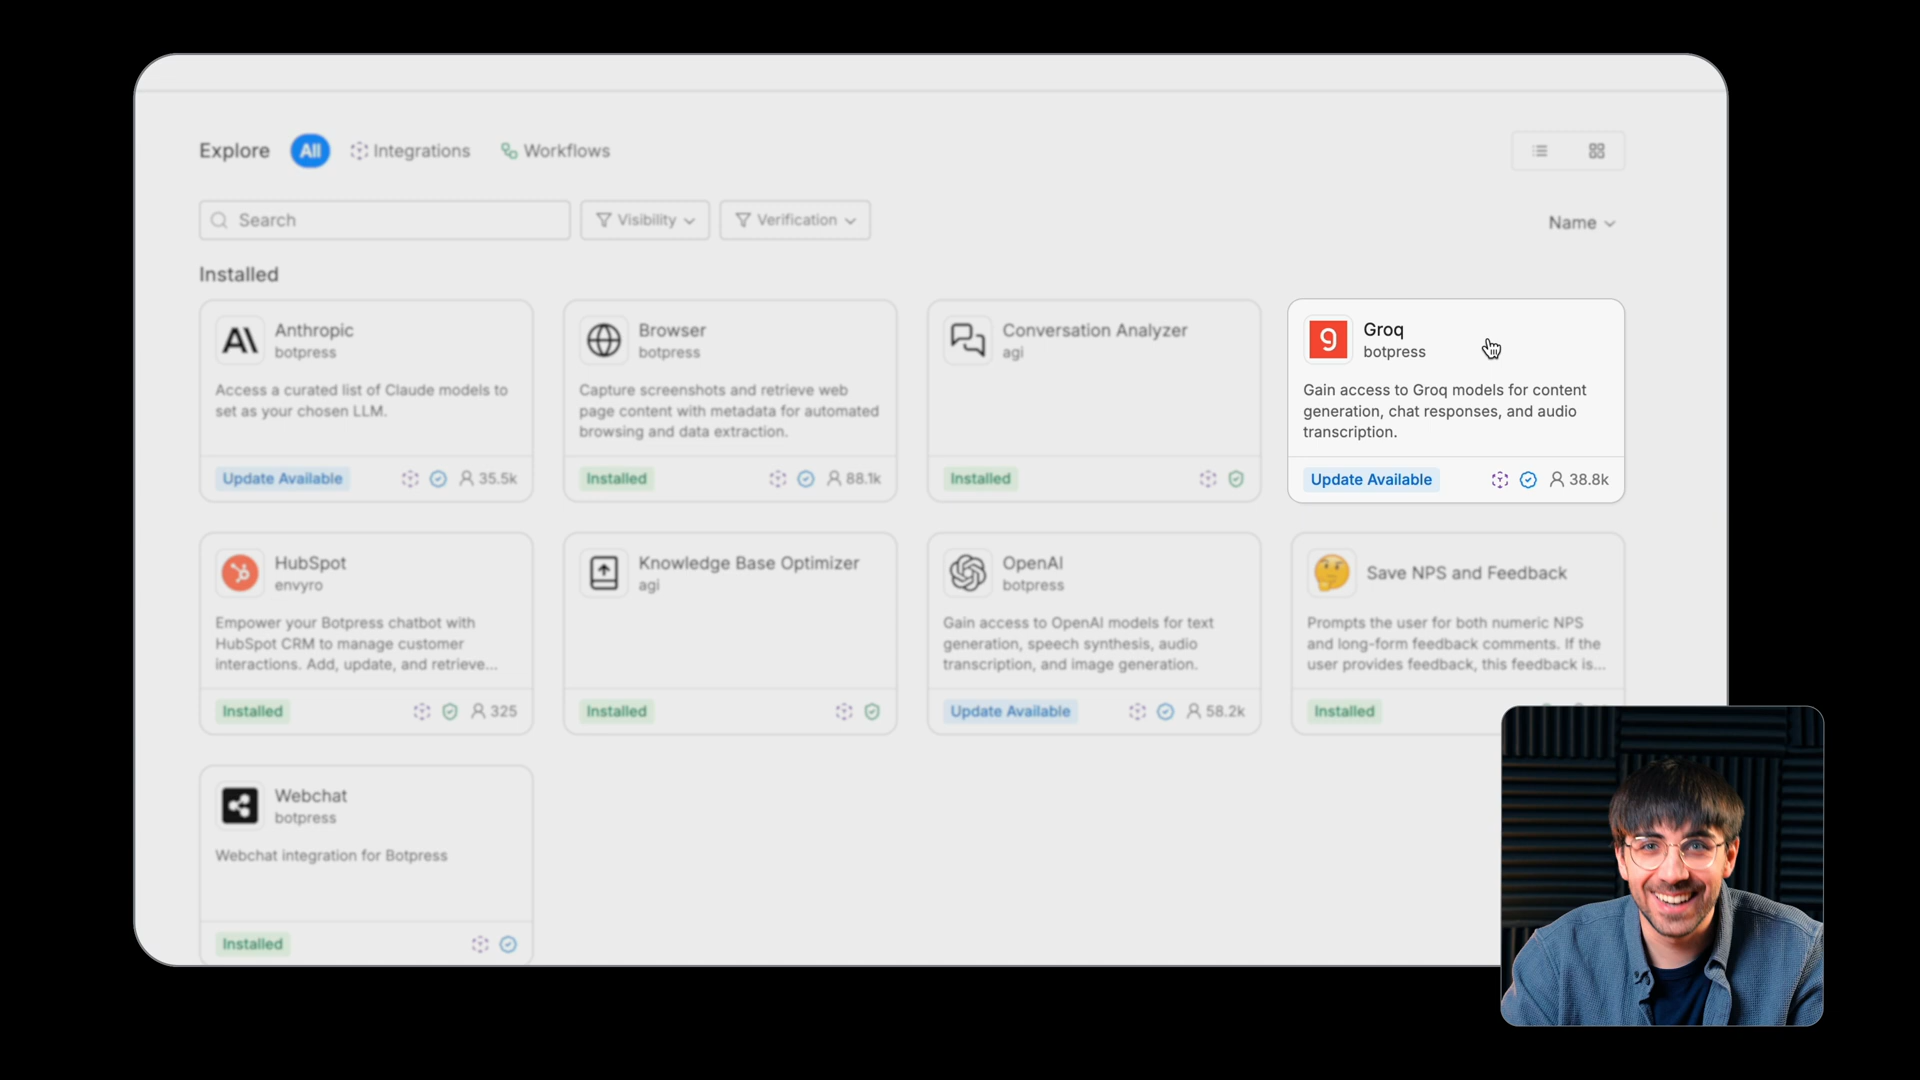 Explore All Integrations Workflows
Search Visibility Verification Name
Installed
Anthropic
botpress
Access a curated list of Claude models to
set as your chosen LLM.
Update Available 35.5k
Browser
botpress
Capture screenshots and retrieve web
page content with metadata for automated
browsing and data extraction.
Installed 88.1k
Conversation Analyzer
agi
Installed
Groq
botpress
Gain access to Groq models for content
generation, chat responses, and audio
transcription.
Update Available 38.8k
HubSpot
envyro
Empower your Botpress chatbot with
HubSpot CRM to manage customer
interactions. Add, update, and retrieve...
Installed 325
Knowledge Base Optimizer
agi
Installed
OpenAI
botpress
Gain access to OpenAI models for text
generation, speech synthesis, audio
transcription, and image generation.
Update Available 58.2k
Save NPS and Feedback
Prompts the user for both numeric NPS
and long-form feedback comments. If the
user provides feedback, this feedback is...
Installed
Webchat
botpress
Webchat integration for Botpress
Installed